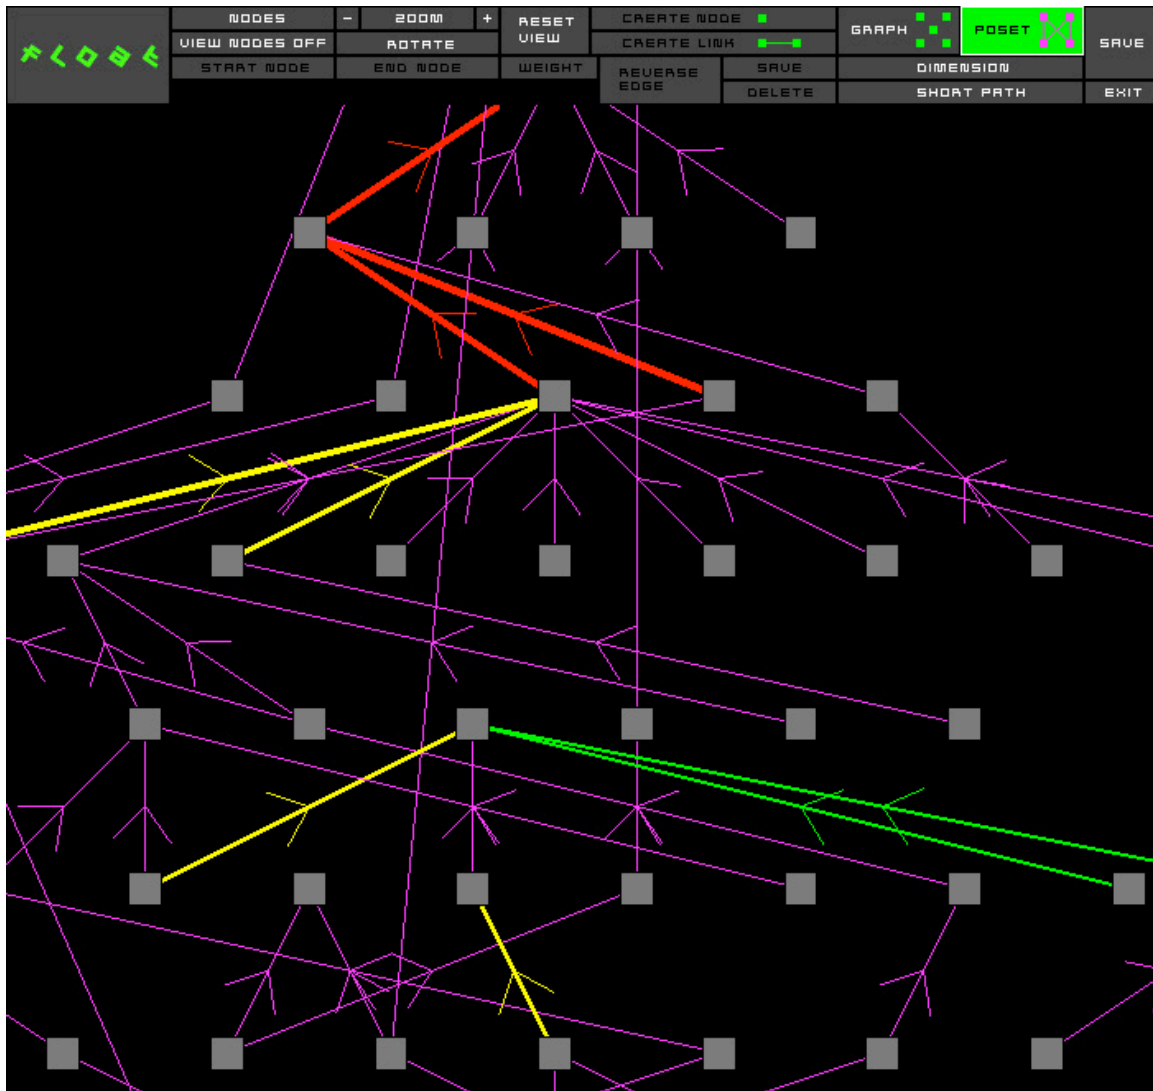 FLOBE
NODES
- ZOOM +
RESET VIEW
CREATE NODE
GRAPH
POSET
SAVE
VIEW NODES OFF
ROTATE
CREATE LINK
START NODE
END NODE
WEIGHT
REVERSE EDGE
SAVE
DIMENSION
DELETE
SHORT PATH
EXIT